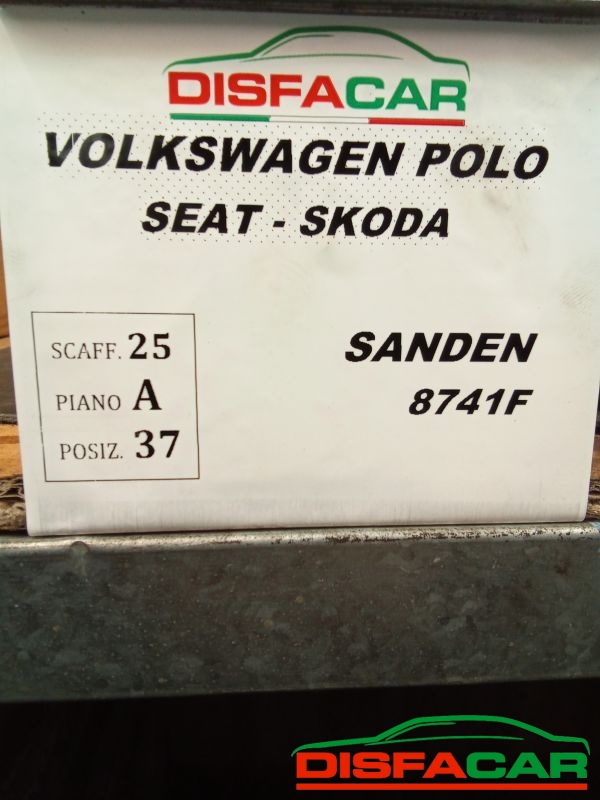 DISFACAR
VOLKSWAGEN POLO
SEAT - SKODA
SCAFF. 25
PIANO A
POSIZ. 37
SANDEN
8741F
DISFACAR